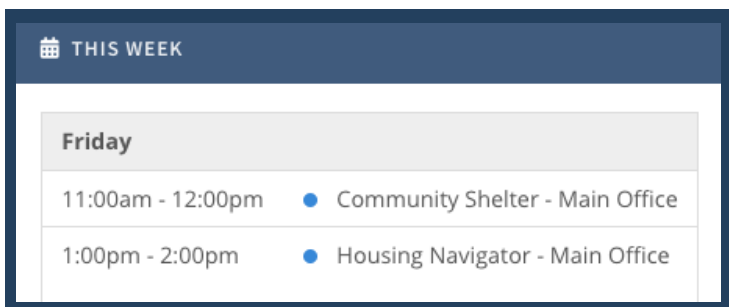 THIS WEEK
Friday
11:00am - 12:00pm Community Shelter - Main Office
1:00pm - 2:00pm Housing Navigator - Main Office